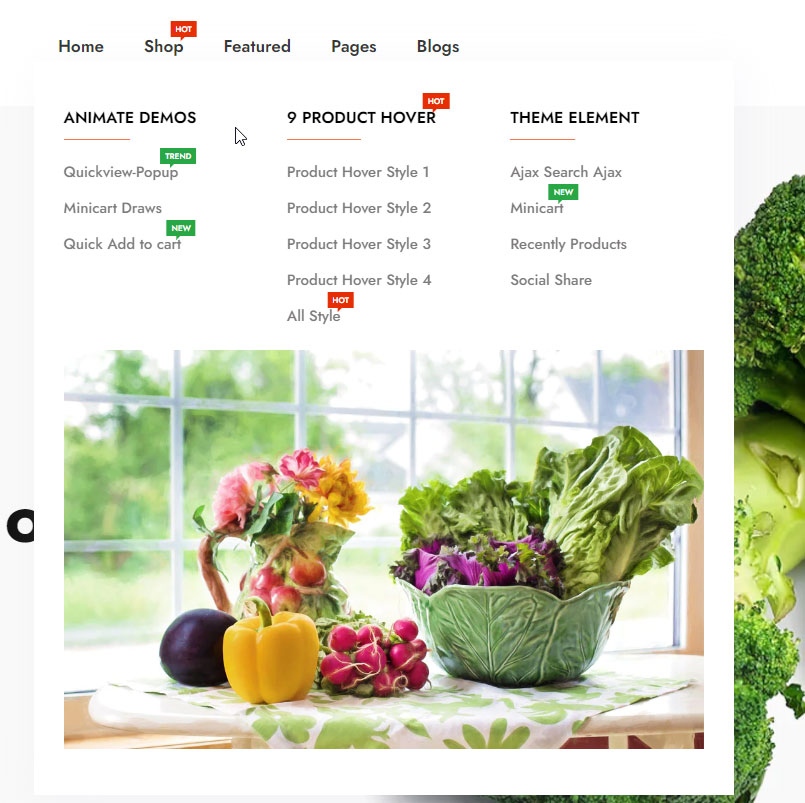 HOT
Home Shop Featured Pages Blogs
HOT
ANIMATE DEMOS 9 PRODUCT HOVER THEME ELEMENT
TREND
Quickview-Popup Product Hover Style 1 Ajax Search Ajax
NEW
Minicart Draws Product Hover Style 2 Minicart
NEW
Quick Add to cart Product Hover Style 3 Recently Products
Product Hover Style 4 Social Share
HOT
All Style